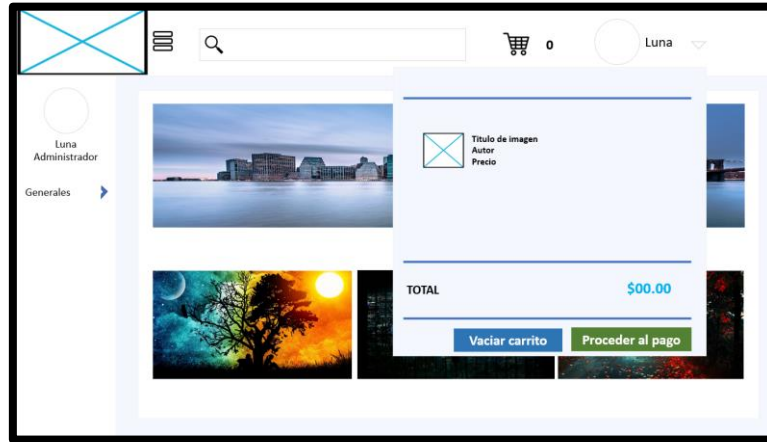 0
Luna
Luna
Administrador
Generales
Titulo de imagen
Autor
Precio
TOTAL
$00.00
Vaciar carrito
Proceder al pago